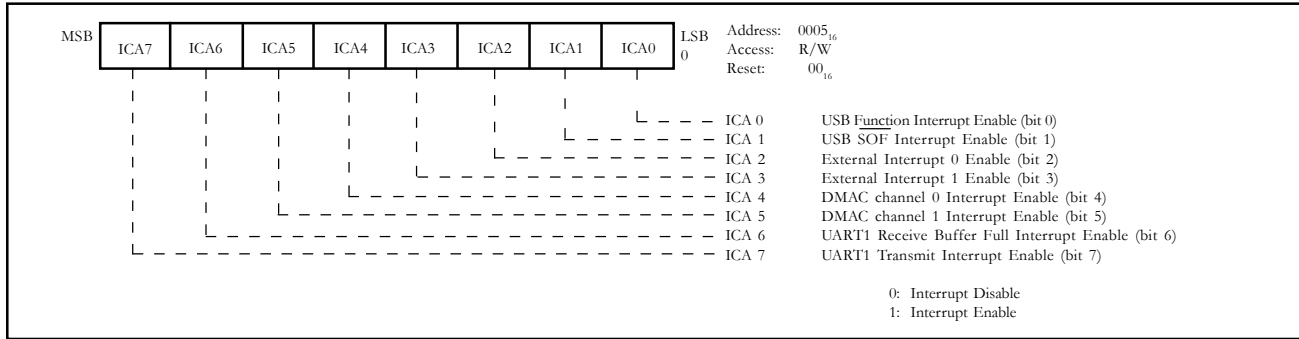 MSB ICA7 ICA6 ICA5 ICA4 ICA3 ICA2 ICA1 ICA0 LSB 0
Address: 0005₁₆
Access: R/W
Reset: 00₁₆
ICA 0 USB Function Interrupt Enable (bit 0)
ICA 1 USB S̅O̅F̅ Interrupt Enable (bit 1)
ICA 2 External Interrupt 0 Enable (bit 2)
ICA 3 External Interrupt 1 Enable (bit 3)
ICA 4 DMAC channel 0 Interrupt Enable (bit 4)
ICA 5 DMAC channel 1 Interrupt Enable (bit 5)
ICA 6 UART1 Receive Buffer Full Interrupt Enable (bit 6)
ICA 7 UART1 Transmit Interrupt Enable (bit 7)
0: Interrupt Disable
1: Interrupt Enable